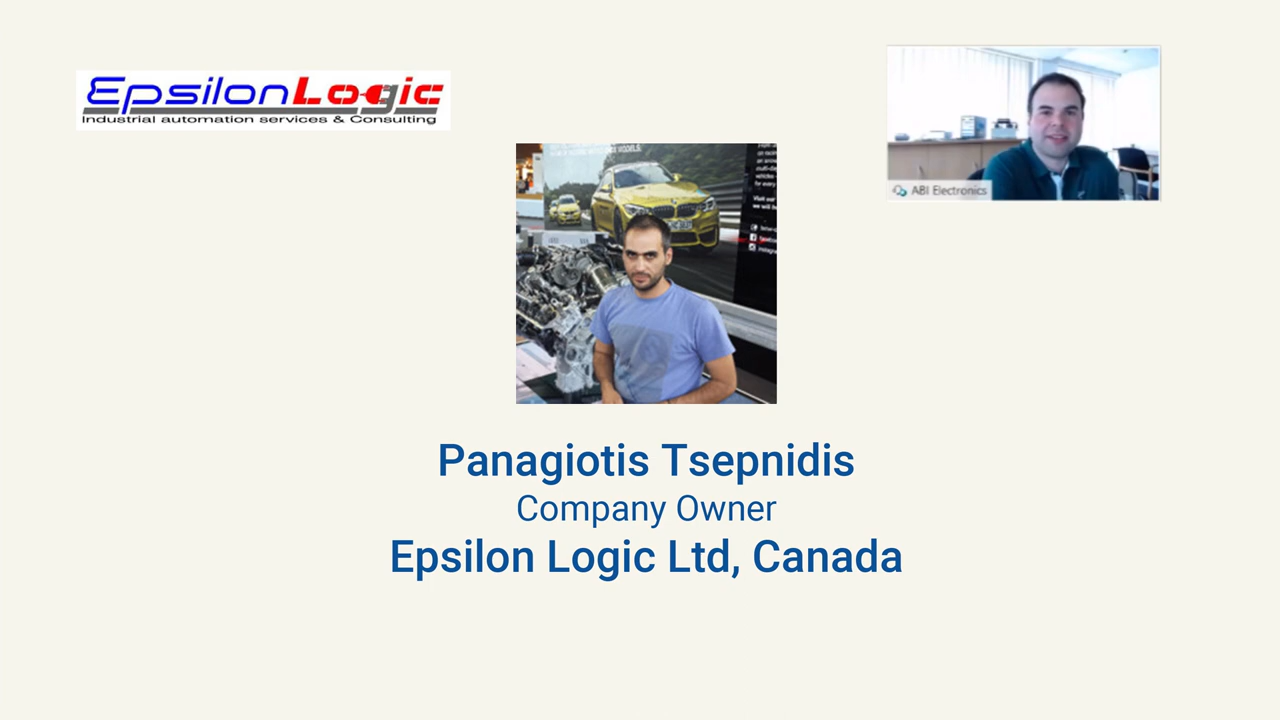 EpsilonLogic
Industrial automation services & Consulting
ABI Electronics
Panagiotis Tsepnidis
Company Owner
Epsilon Logic Ltd, Canada